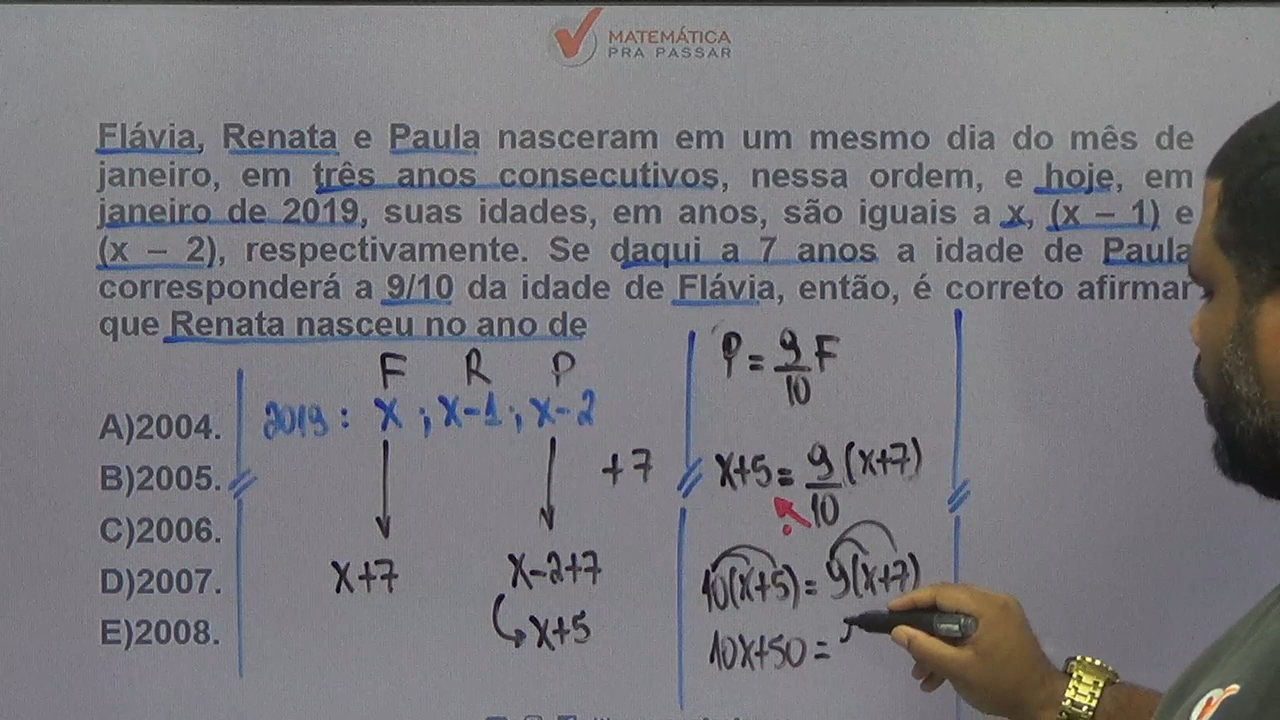 MATEMÁTICA
PRA PASSAR
Flávia, Renata e Paula nasceram em um mesmo dia do mês de
janeiro, em três anos consecutivos, nessa ordem, e hoje, em
janeiro de 2019, suas idades, em anos, são iguais a x, (x – 1) e
(x – 2), respectivamente. Se daqui a 7 anos a idade de Paula
corresponderá a 9/10 da idade de Flávia, então, é correto afirmar
que Renata nasceu no ano de
A)2004.
B)2005.
C)2006.
D)2007.
E)2008.
F R P
2019: x ; x-1 ; x-2
+7
x+7 x-2+7
x+5
P = 9/10 F
x+5 = 9/10 (x+7)
10(x+5) = 9(x+7)
10x+50 =